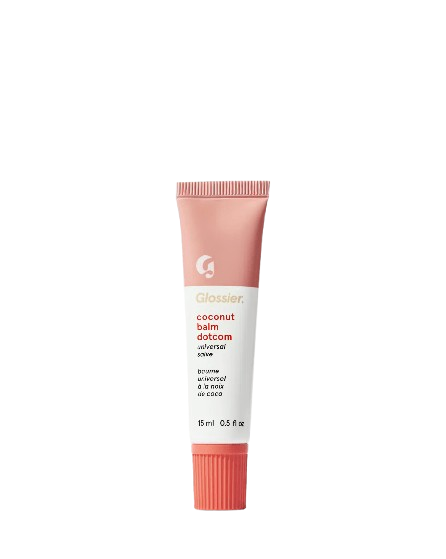 G
Glossier.
coconut
balm
dotcom
universal
salve
baume
universel
à la noix
de coco
15 ml 0.5 fl oz